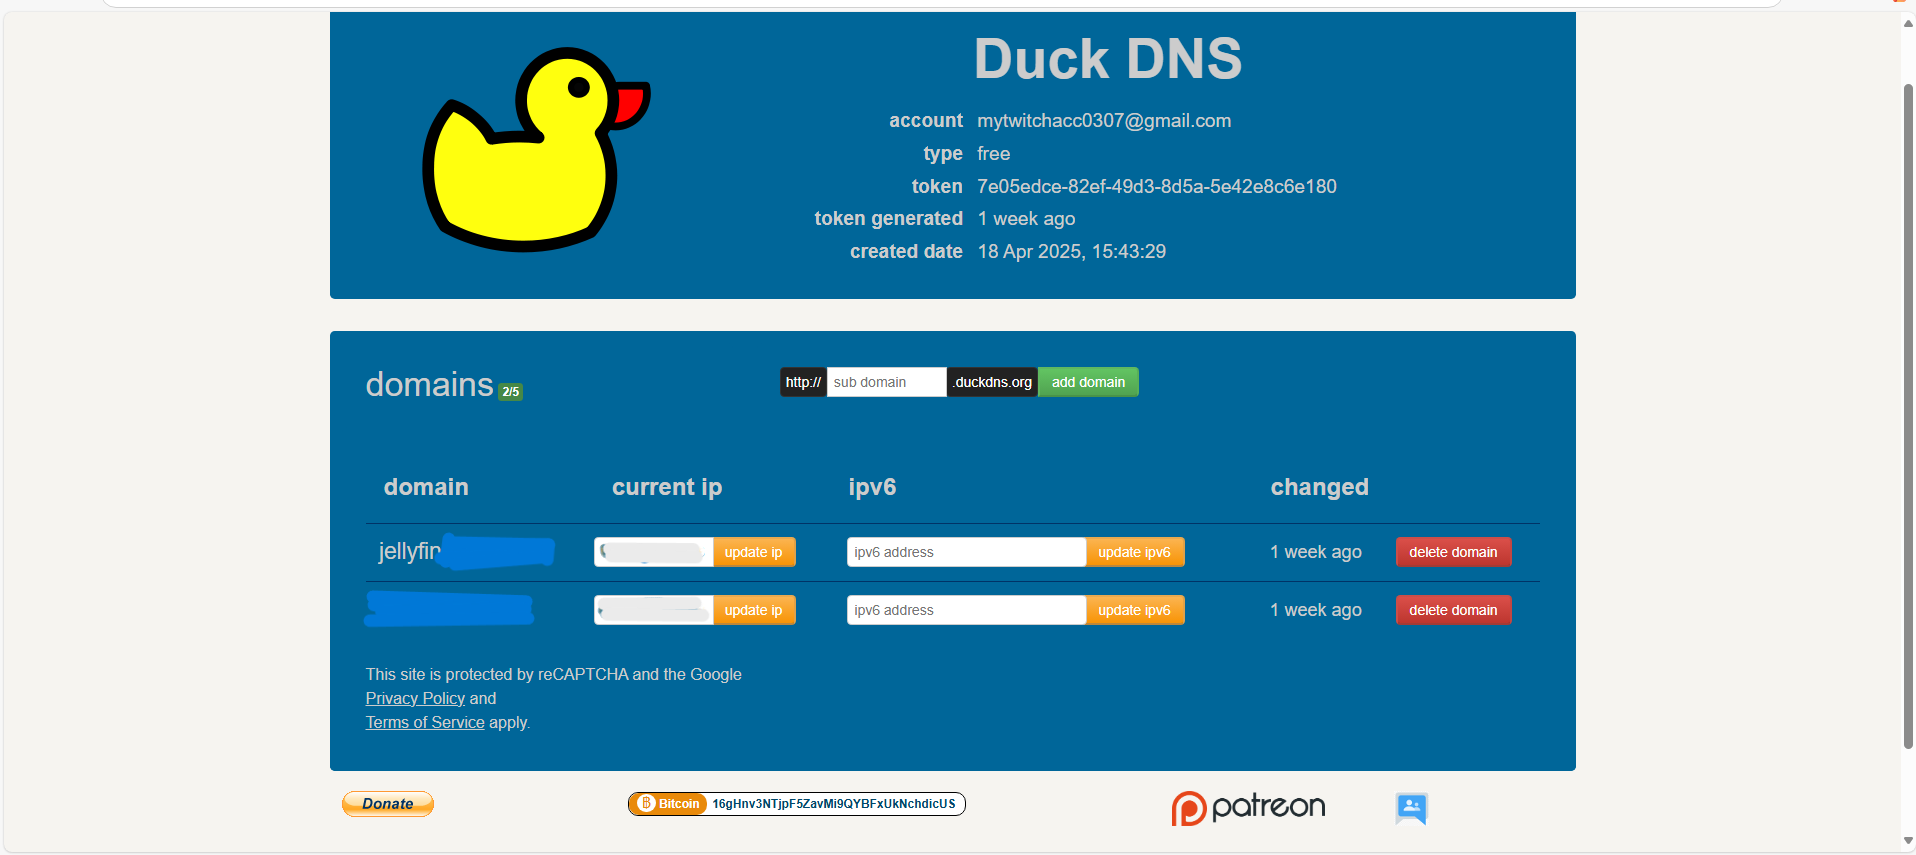 Duck DNS
account mytwitchacc0307@gmail.com
type free
token 7e05edce-82ef-49d3-8d5a-5e42e8c6e180
token generated 1 week ago
created date 18 Apr 2025, 15:43:29
domains 2/5
http:// sub domain .duckdns.org add domain
domain current ip ipv6 changed
jellyfin update ip ipv6 address update ipv6 1 week ago delete domain
update ip ipv6 address update ipv6 1 week ago delete domain
This site is protected by reCAPTCHA and the Google
Privacy Policy and
Terms of Service apply.
Donate Bitcoin 16gHnv3NTjpF5ZavMi9QYBFxUkNchdicUS patreon